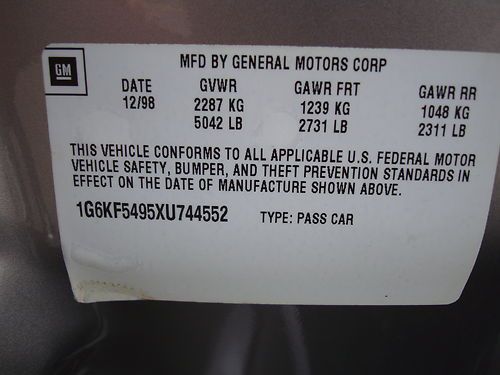 GM
MFD BY GENERAL MOTORS CORP
DATE GVWR GAWR FRT GAWR RR
12/98 2287 KG 1239 KG 1048 KG
5042 LB 2731 LB 2311 LB
THIS VEHICLE CONFORMS TO ALL APPLICABLE U.S. FEDERAL MOTOR
VEHICLE SAFETY, BUMPER, AND THEFT PREVENTION STANDARDS IN
EFFECT ON THE DATE OF MANUFACTURE SHOWN ABOVE.
1G6KF5495XU744552 TYPE: PASS CAR